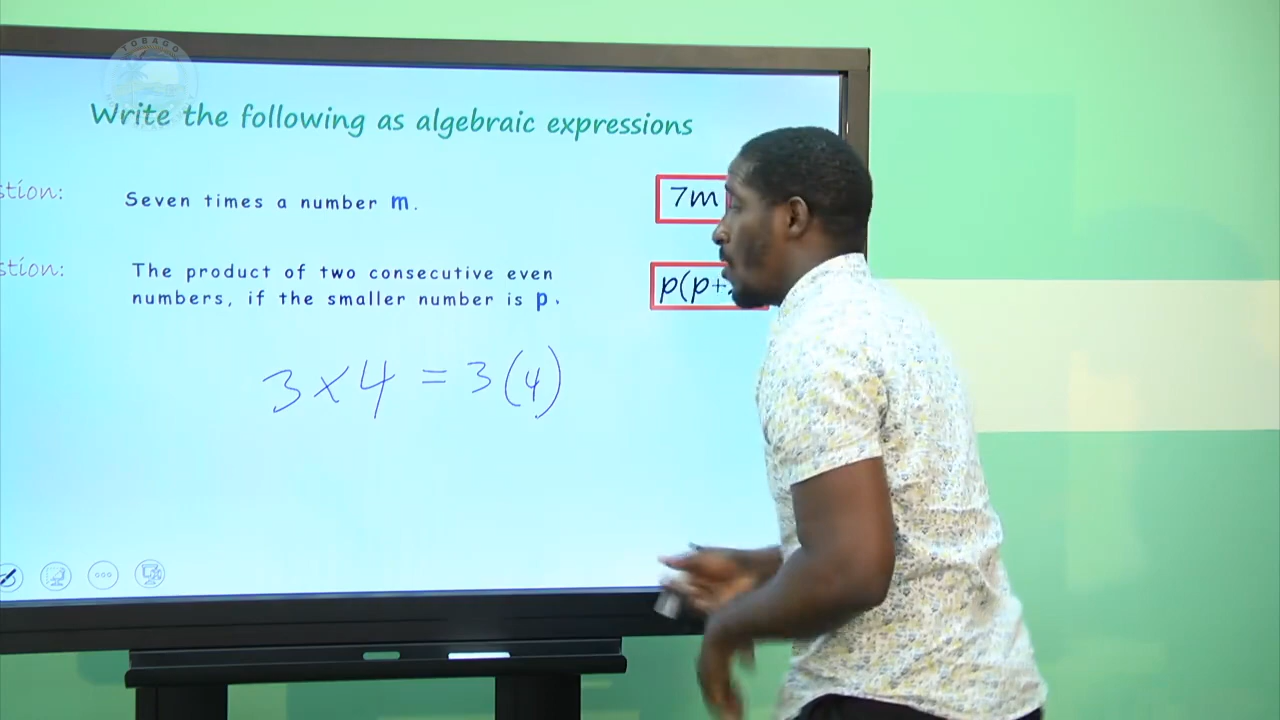 TOBAGO
Write the following as algebraic expressions
stion:
Seven times a number m.
7m
stion:
The product of two consecutive even
numbers, if the smaller number is p.
p(p+
3 × 4 = 3(4)